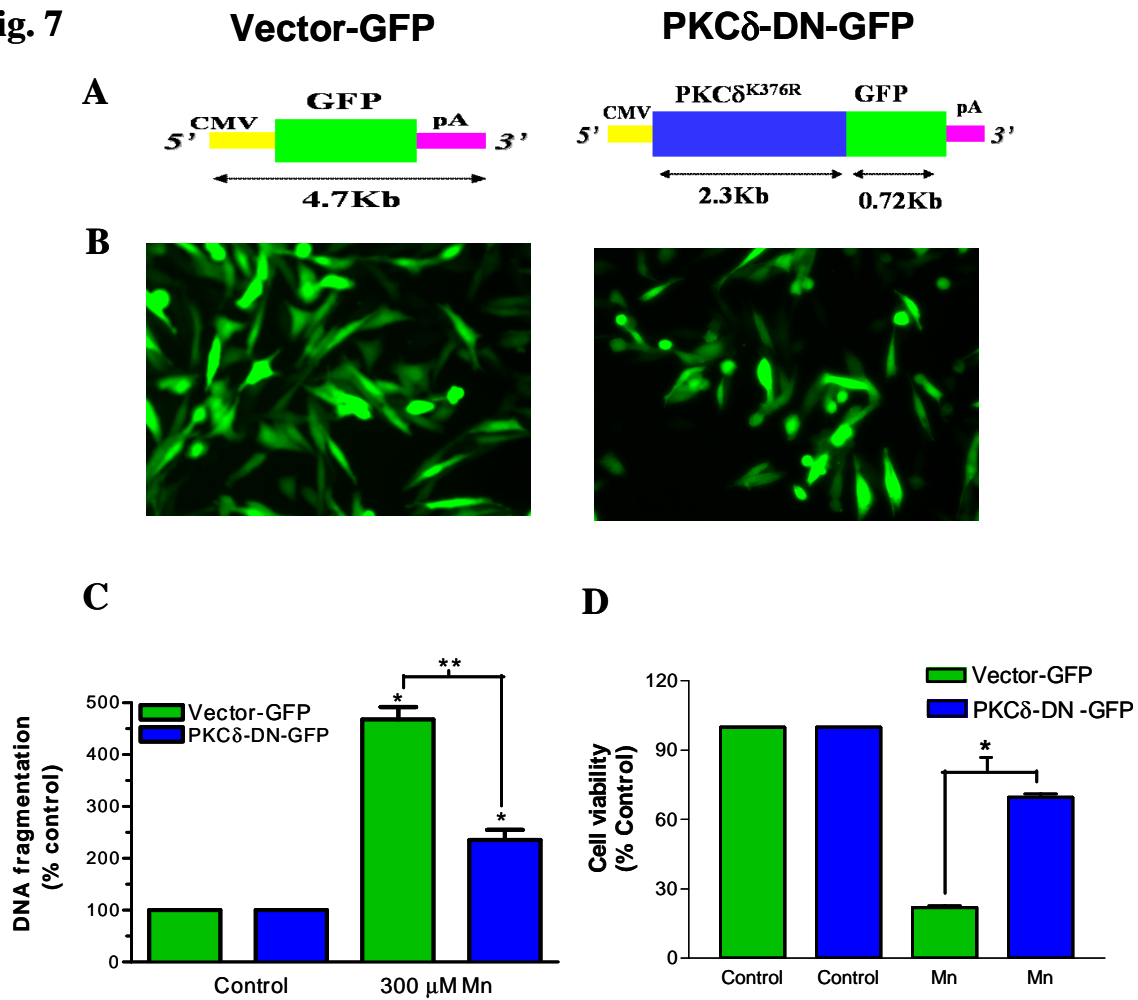 ig. 7
Vector-GFP
PKCδ-DN-GFP
A
GFP
CMV
pA
5’
3’
4.7Kb
PKCδK376R
GFP
CMV
pA
5’
3’
2.3Kb
0.72Kb
B
C
**
*
*
Vector-GFP
PKCδ-DN-GFP
DNA fragmentation
(% control)
500
400
300
200
100
0
Control
300 μM Mn
D
Vector-GFP
PKCδ-DN -GFP
*
Cell viability
(% Control)
120
90
60
30
0
Control
Control
Mn
Mn